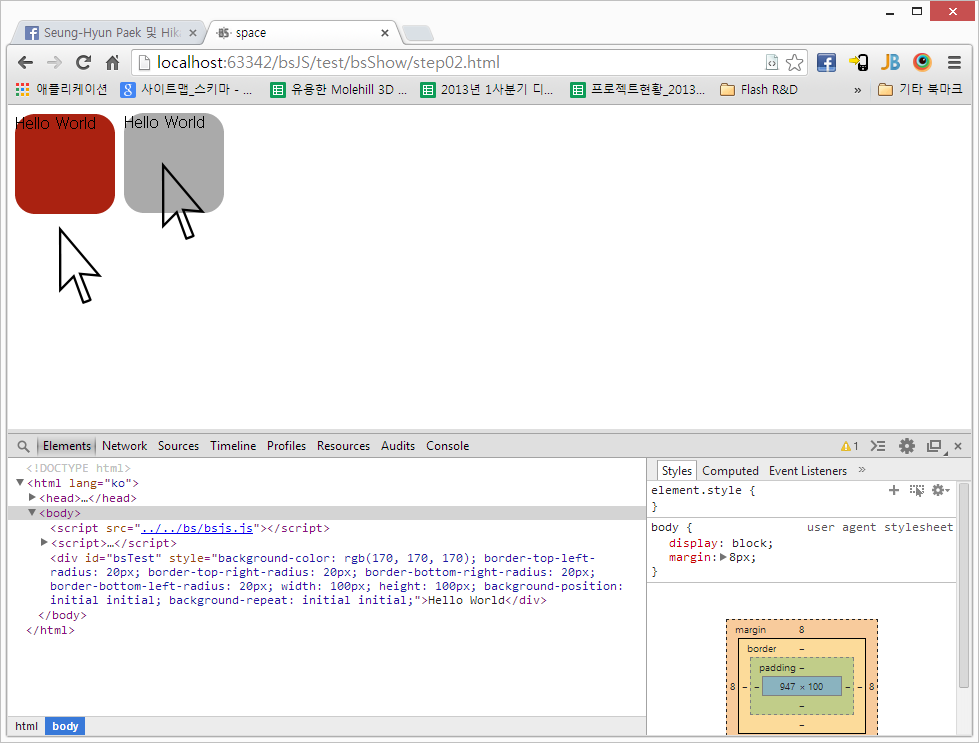 Seung-Hyun Paek 및 Hik
BS space
localhost:63342/bsJS/test/bsShow/step02.html
JB
애플리케이션 사이트맵_스키마 - ... 유용한 Molehill 3D ... 2013년 1사분기 디... 프로젝트현황_2013... Flash R&D » 기타 북마크
Hello World Hello World
Elements Network Sources Timeline Profiles Resources Audits Console 1
<!DOCTYPE html>
<html lang="ko">
<head>…</head>
<body>
<script src="../../bs/bsjs.js"></script>
<script>…</script>
<div id="bsTest" style="background-color: rgb(170, 170, 170); border-top-left-
radius: 20px; border-top-right-radius: 20px; border-bottom-right-radius: 20px;
border-bottom-left-radius: 20px; width: 100px; height: 100px; background-position:
initial initial; background-repeat: initial initial;">Hello World</div>
</body>
</html>
html body
Styles Computed Event Listeners »
element.style {
}
body { user agent stylesheet
display: block;
margin: 8px;
}
margin 8
border –
padding –
8 – – 947 × 100 – – 8
–
–